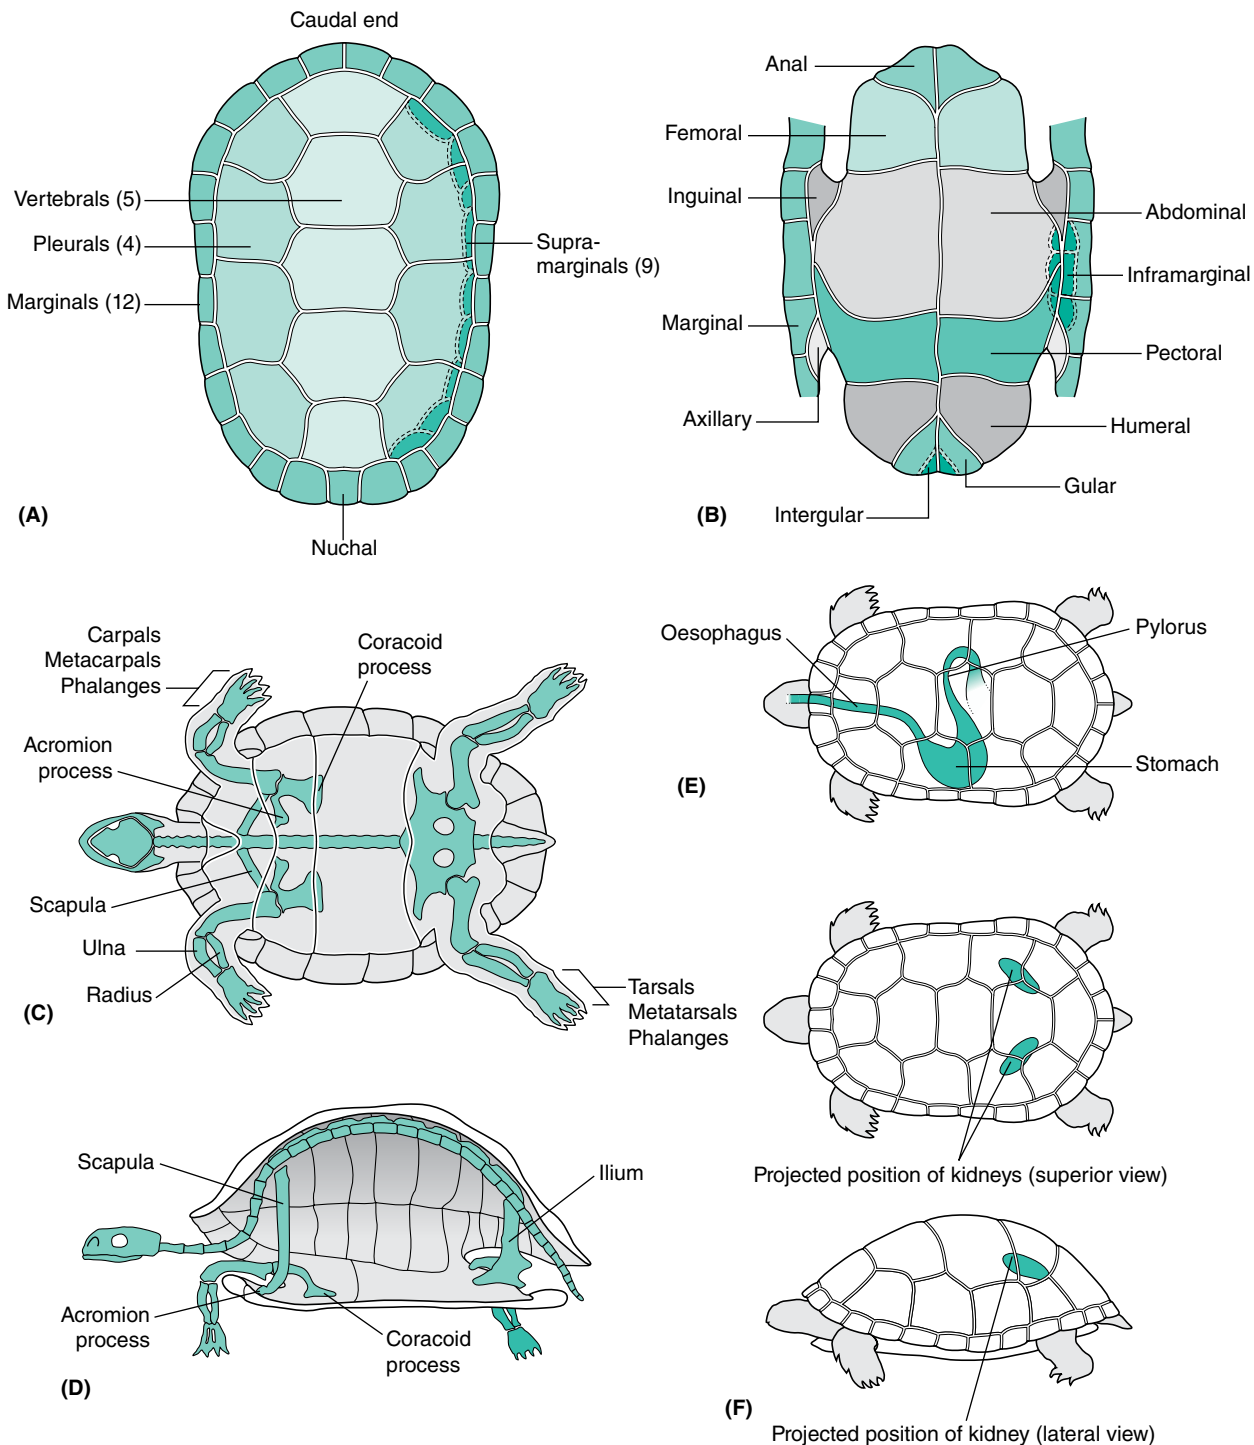 Caudal end
Vertebrals (5)
Pleurals (4)
Marginals (12)
Supra-
marginals (9)
Nuchal
(A)
Anal
Femoral
Inguinal
Marginal
Axillary
Intergular
Abdominal
Inframarginal
Pectoral
Humeral
Gular
(B)
Carpals
Metacarpals
Phalanges
Coracoid
process
Acromion
process
Scapula
Ulna
Radius
Tarsals
Metatarsals
Phalanges
(C)
Scapula
Ilium
Acromion
process
Coracoid
process
(D)
Oesophagus
Pylorus
Stomach
(E)
Projected position of kidneys (superior view)
(F)
Projected position of kidney (lateral view)